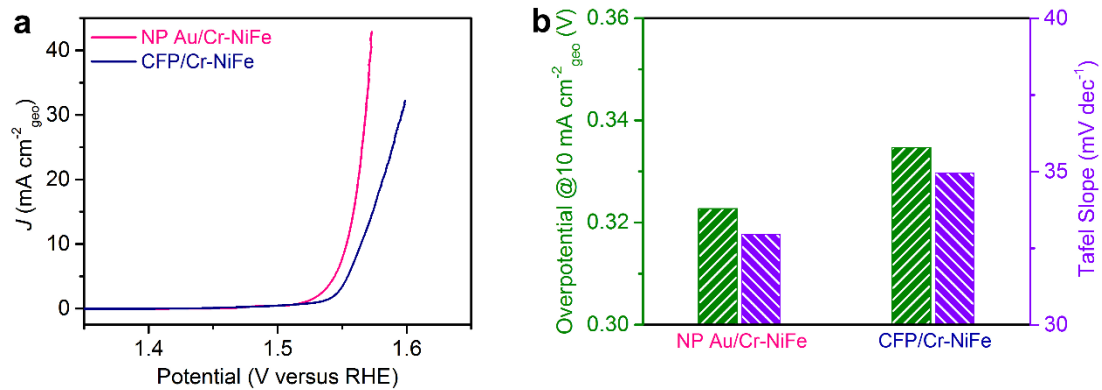 a
NP Au/Cr-NiFe
CFP/Cr-NiFe
J (mA cm⁻²geo)
40
30
20
10
0
1.4
1.5
1.6
Potential (V versus RHE)
b
Overpotential @10 mA cm⁻²geo (V)
0.36
0.34
0.32
0.30
NP Au/Cr-NiFe
CFP/Cr-NiFe
40
35
30
Tafel Slope (mV dec⁻¹)